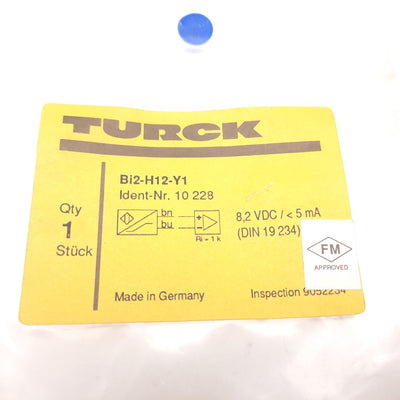 TURCK
Bi2-H12-Y1
Ident-Nr. 10 228
Qty
1
Stück
bn
bu
Ri = 1 k
8,2 VDC / < 5 mA
(DIN 19 234)
FM
APPROVED
Made in Germany
Inspection 9052234